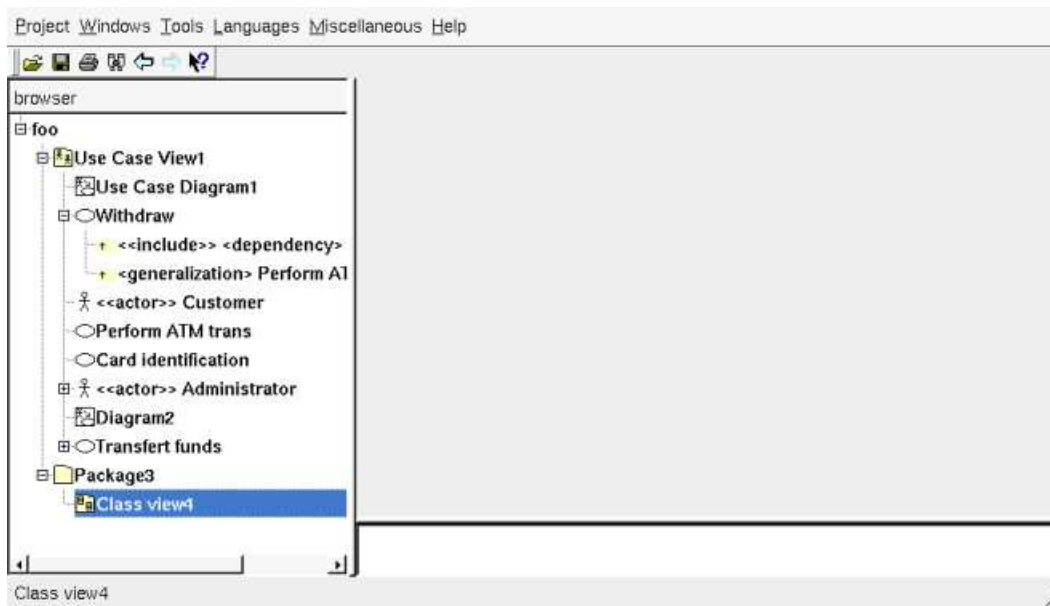 Project Windows Tools Languages Miscellaneous Help
browser
foo
Use Case View1
Use Case Diagram1
Withdraw
<<include>> <dependency>
<generalization> Perform AT
<<actor>> Customer
Perform ATM trans
Card identification
<<actor>> Administrator
Diagram2
Transfert funds
Package3
Class view4
Class view4